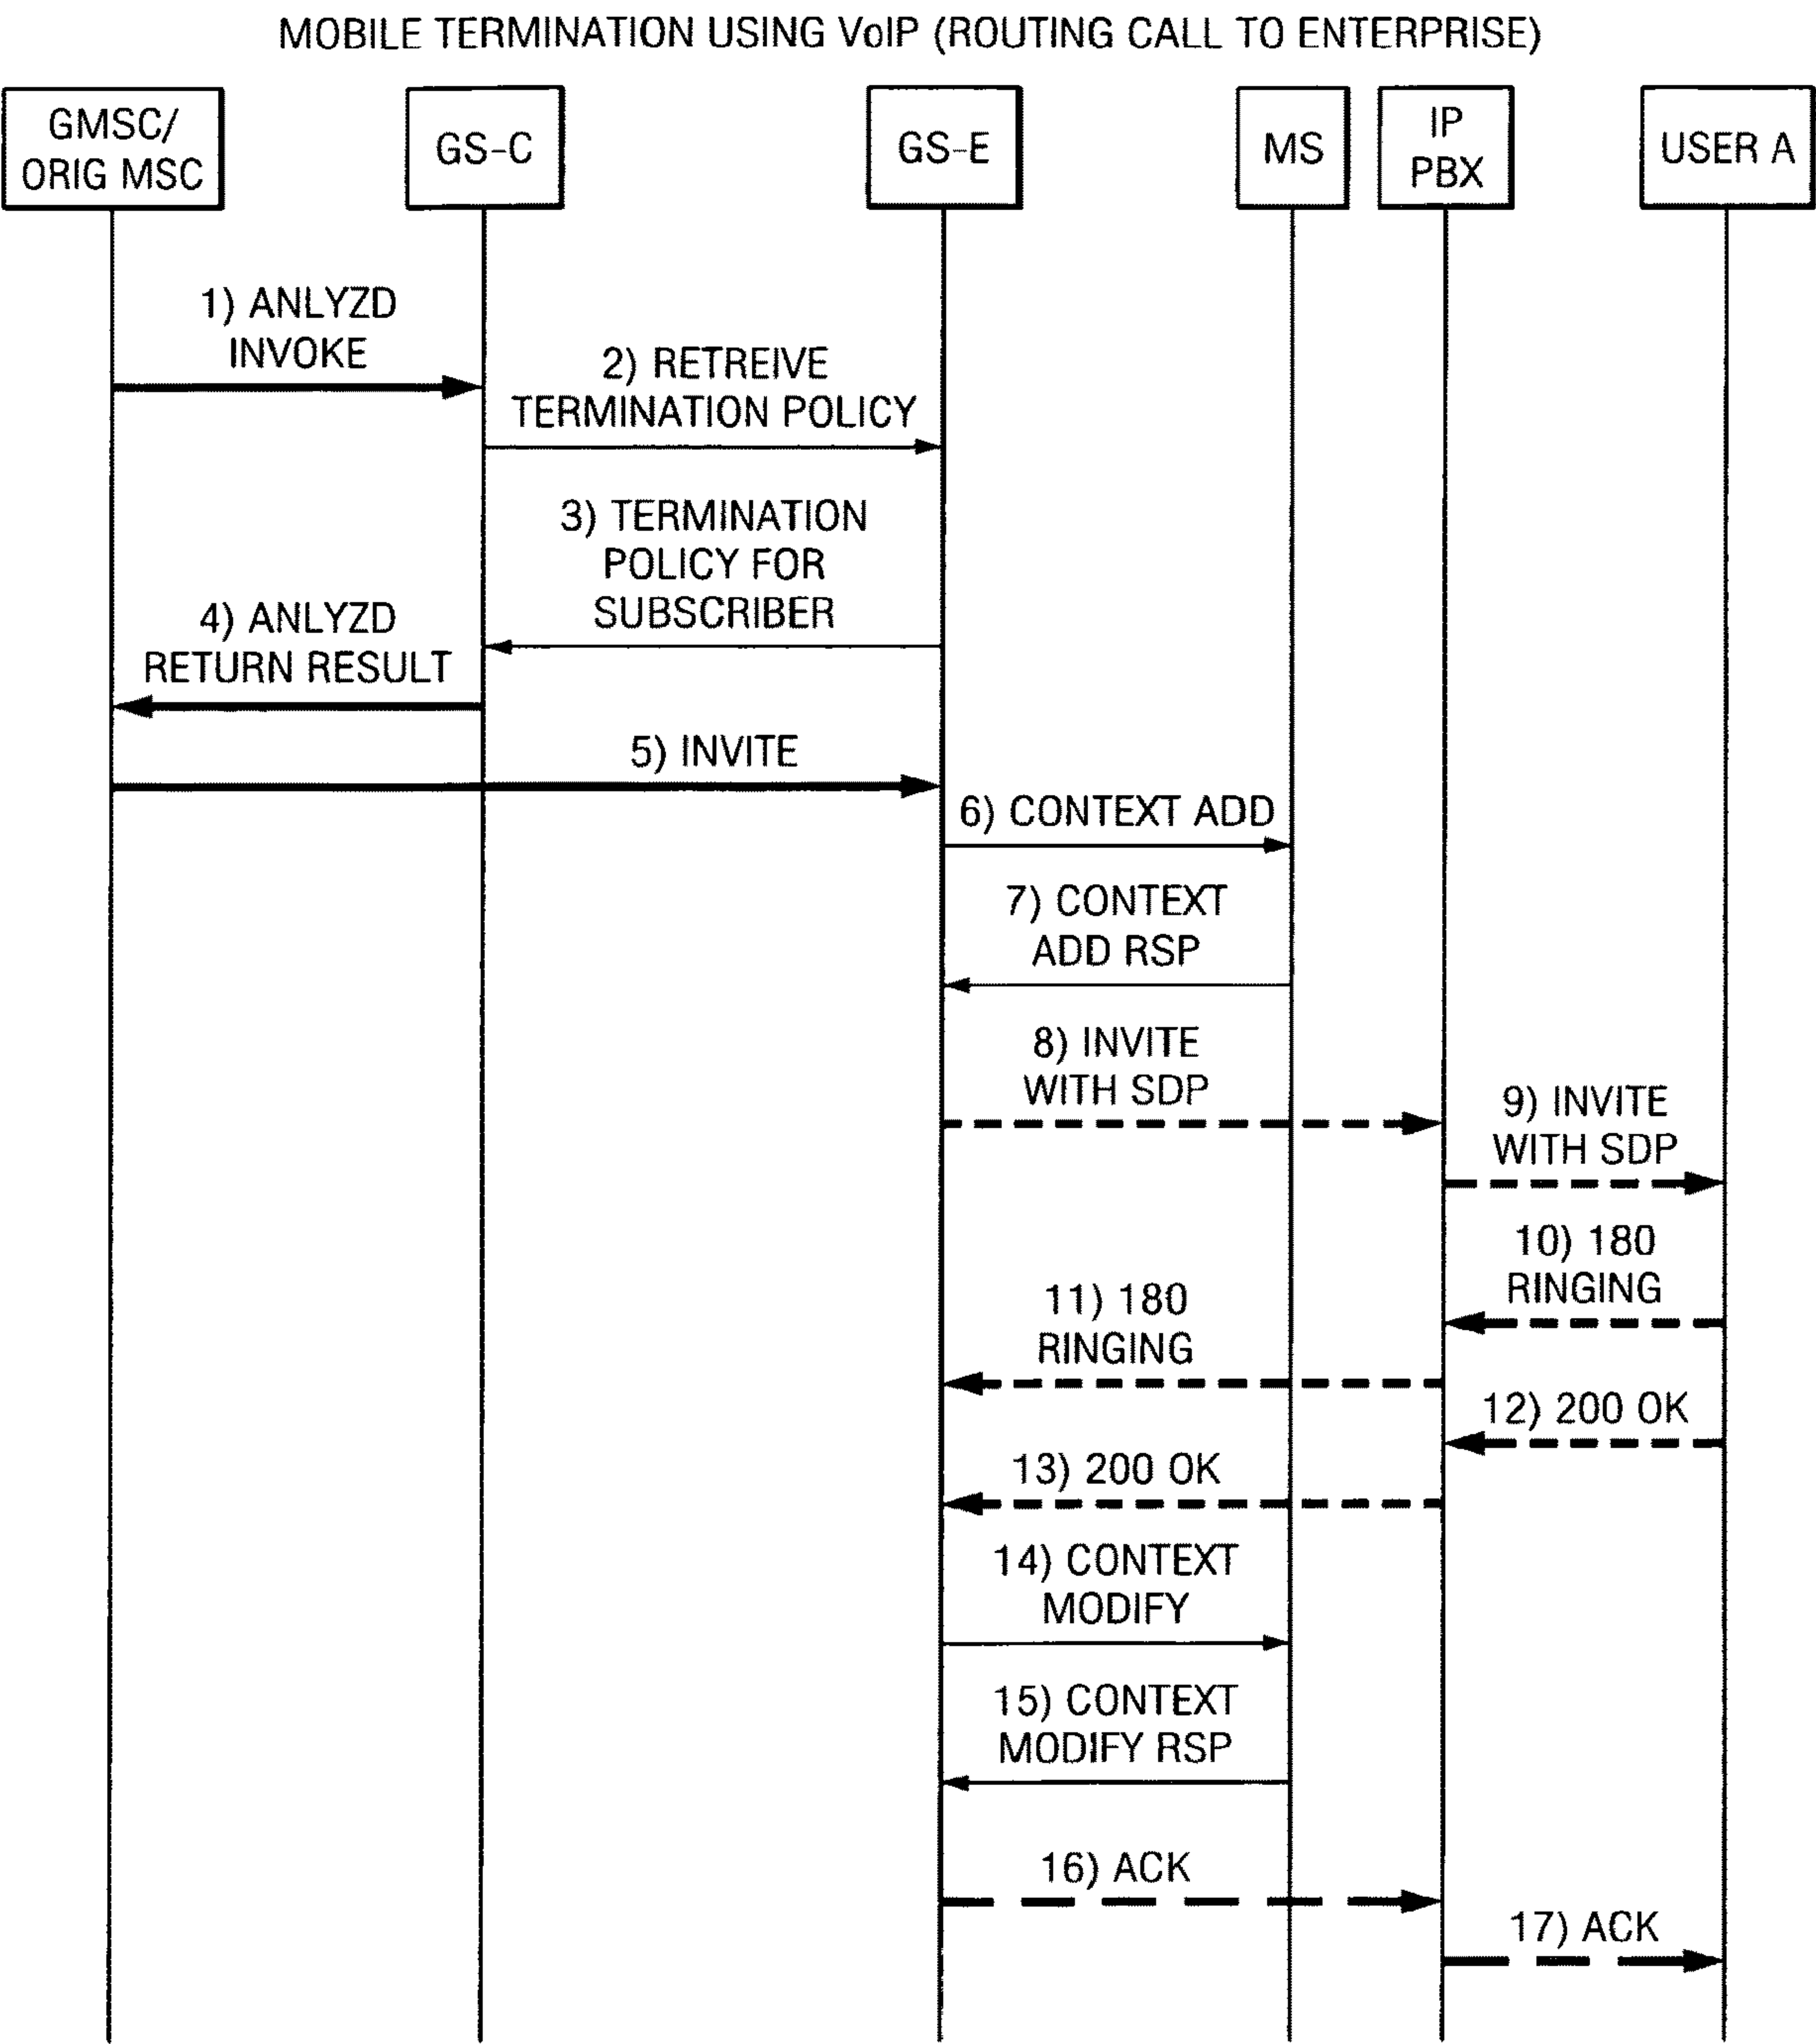 MOBILE TERMINATION USING VoIP (ROUTING CALL TO ENTERPRISE)
GMSC/
ORIG MSC
GS-C
GS-E
MS
IP
PBX
USER A
1) ANLYZD
INVOKE
2) RETREIVE
TERMINATION POLICY
3) TERMINATION
POLICY FOR
SUBSCRIBER
4) ANLYZD
RETURN RESULT
5) INVITE
6) CONTEXT ADD
7) CONTEXT
ADD RSP
8) INVITE
WITH SDP
9) INVITE
WITH SDP
10) 180
RINGING
11) 180
RINGING
12) 200 OK
13) 200 OK
14) CONTEXT
MODIFY
15) CONTEXT
MODIFY RSP
16) ACK
17) ACK